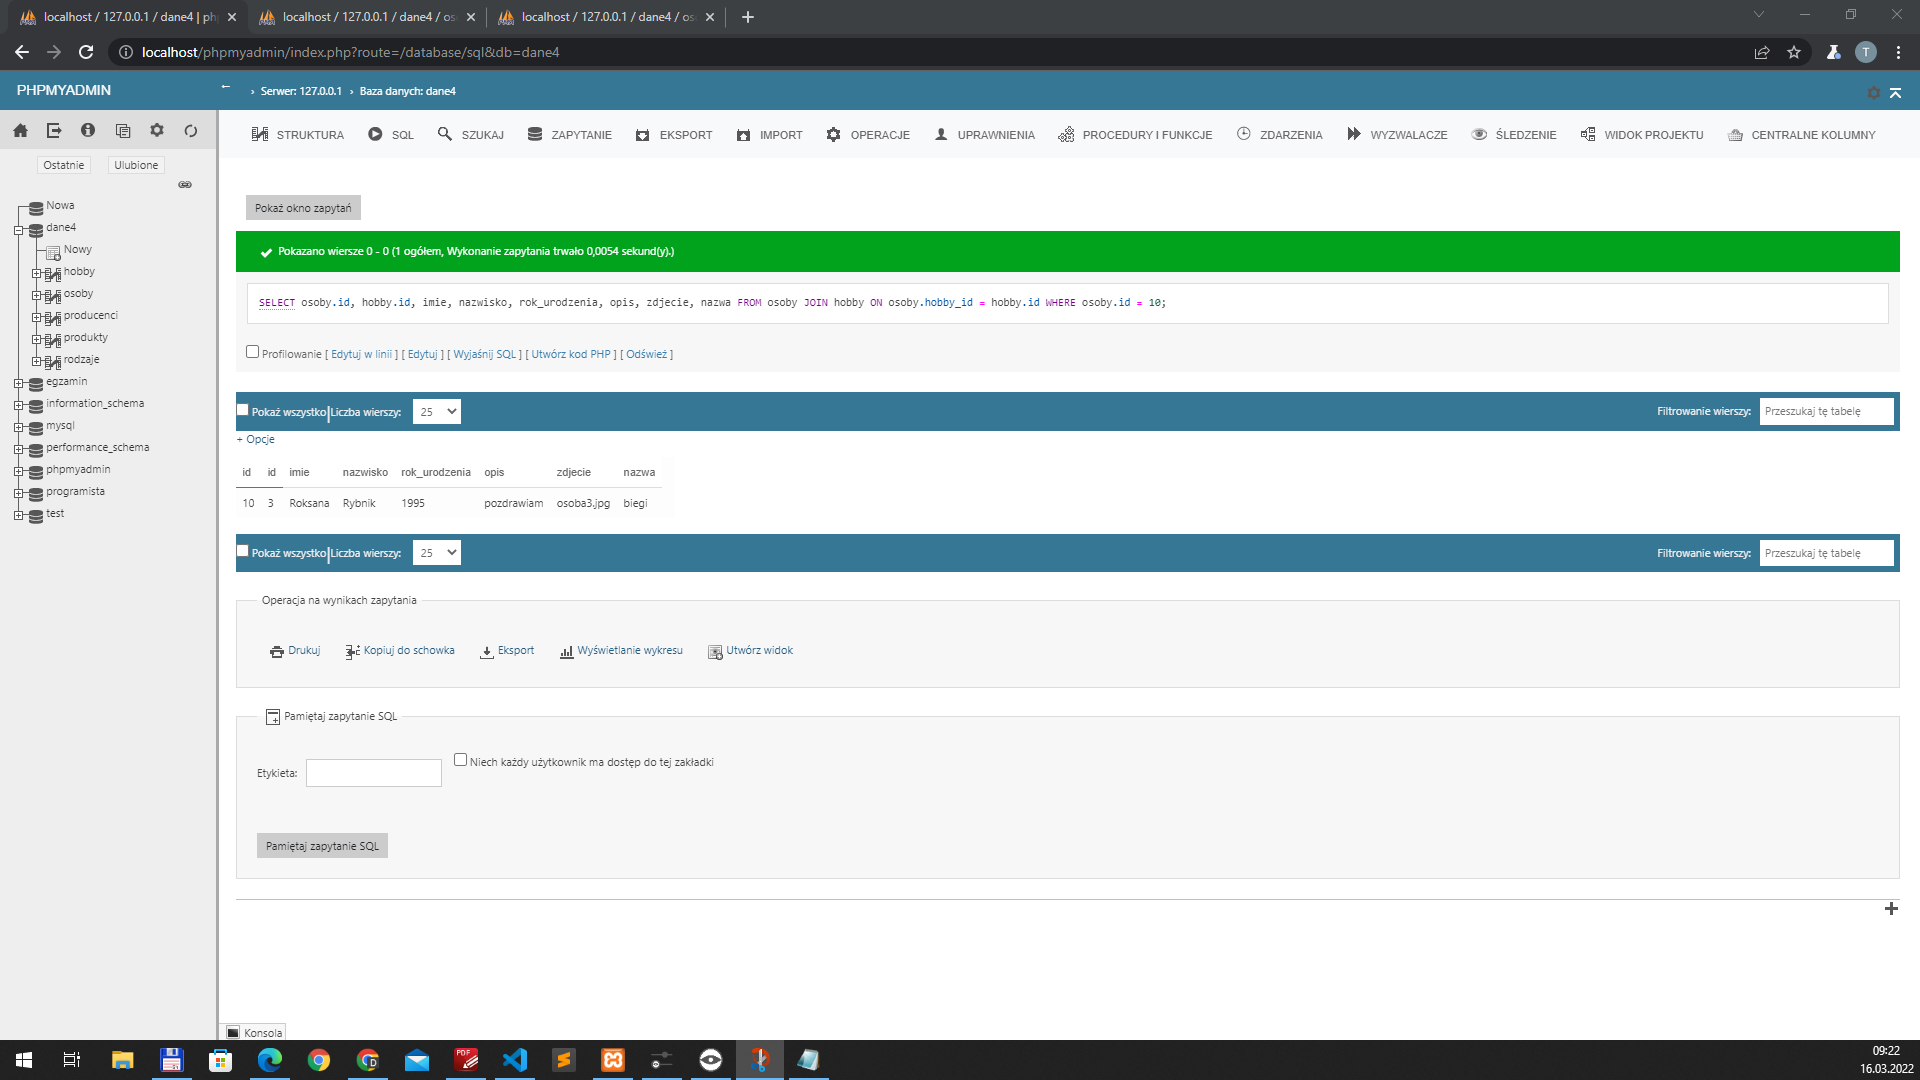 localhost / 127.0.0.1 / dane4 | ph
localhost / 127.0.0.1 / dane4 / os
localhost / 127.0.0.1 / dane4 / os
localhost/phpmyadmin/index.php?route=/database/sql&db=dane4
T
PHPMYADMIN
Serwer: 127.0.0.1 › Baza danych: dane4
STRUKTURA SQL SZUKAJ ZAPYTANIE EKSPORT IMPORT OPERACJE UPRAWNIENIA PROCEDURY I FUNKCJE ZDARZENIA WYZWALACZE ŚLEDZENIE WIDOK PROJEKTU CENTRALNE KOLUMNY
Ostatnie Ulubione
Nowa
dane4
Nowy
hobby
osoby
producenci
produkty
rodzaje
egzamin
information_schema
mysql
performance_schema
phpmyadmin
programista
test
Pokaż okno zapytań
Pokazano wiersze 0 - 0 (1 ogółem, Wykonanie zapytania trwało 0,0054 sekund(y).)
SELECT osoby.id, hobby.id, imie, nazwisko, rok_urodzenia, opis, zdjecie, nazwa FROM osoby JOIN hobby ON osoby.hobby_id = hobby.id WHERE osoby.id = 10;
Profilowanie [ Edytuj w linii ] [ Edytuj ] [ Wyjaśnij SQL ] [ Utwórz kod PHP ] [ Odśwież ]
Pokaż wszystko | Liczba wierszy: 25 Filtrowanie wierszy: Przeszukaj tę tabelę
+ Opcje
id id imie nazwisko rok_urodzenia opis zdjecie nazwa
10 3 Roksana Rybnik 1995 pozdrawiam osoba3.jpg biegi
Pokaż wszystko | Liczba wierszy: 25 Filtrowanie wierszy: Przeszukaj tę tabelę
Operacja na wynikach zapytania
Drukuj Kopiuj do schowka Eksport Wyświetlanie wykresu Utwórz widok
Pamiętaj zapytanie SQL
Etykieta: Niech każdy użytkownik ma dostęp do tej zakładki
Pamiętaj zapytanie SQL
Konsola
09:22
16.03.2022